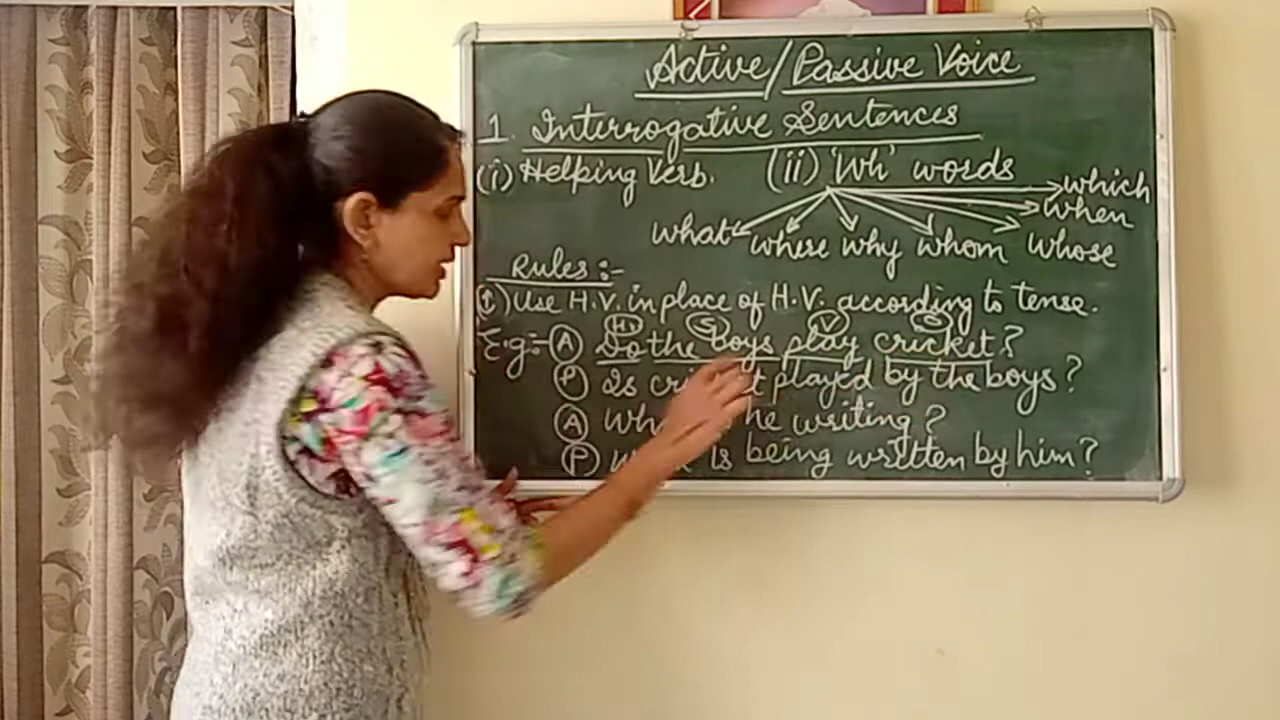 Active/Passive Voice
1. Interrogative Sentences
(i) Helping Verb. (ii) 'Wh' words
which
when
what where why whom whose
Rules:-
(i) Use H.V. in place of H.V. according to tense.
H.V S V O
E.g:- (A) Do the boys play cricket?
(P) Is played by the boys?
(A) he writing?
(P) is being written by him?